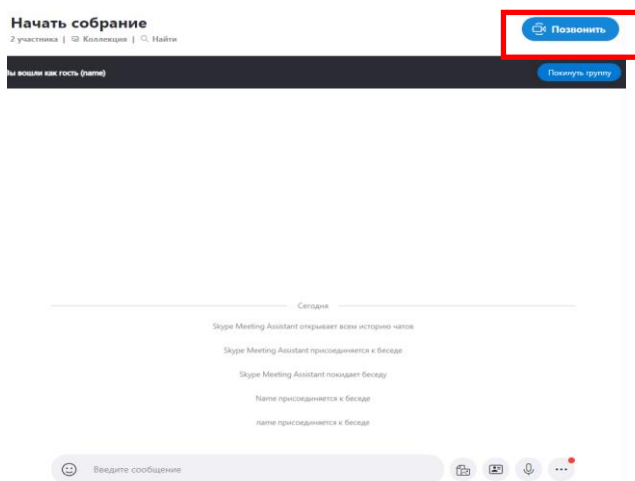 Начать собрание
Позвонить
2 участника | Коллекция | Найти
Вы вошли как гость (name)
Покинуть группу
Сегодня
Skype Meeting Assistant открывает всем историю чатов
Skype Meeting Assistant присоединяется к беседе
Skype Meeting Assistant покидает беседу
Name присоединяется к беседе
name присоединяется к беседе
Введите сообщение